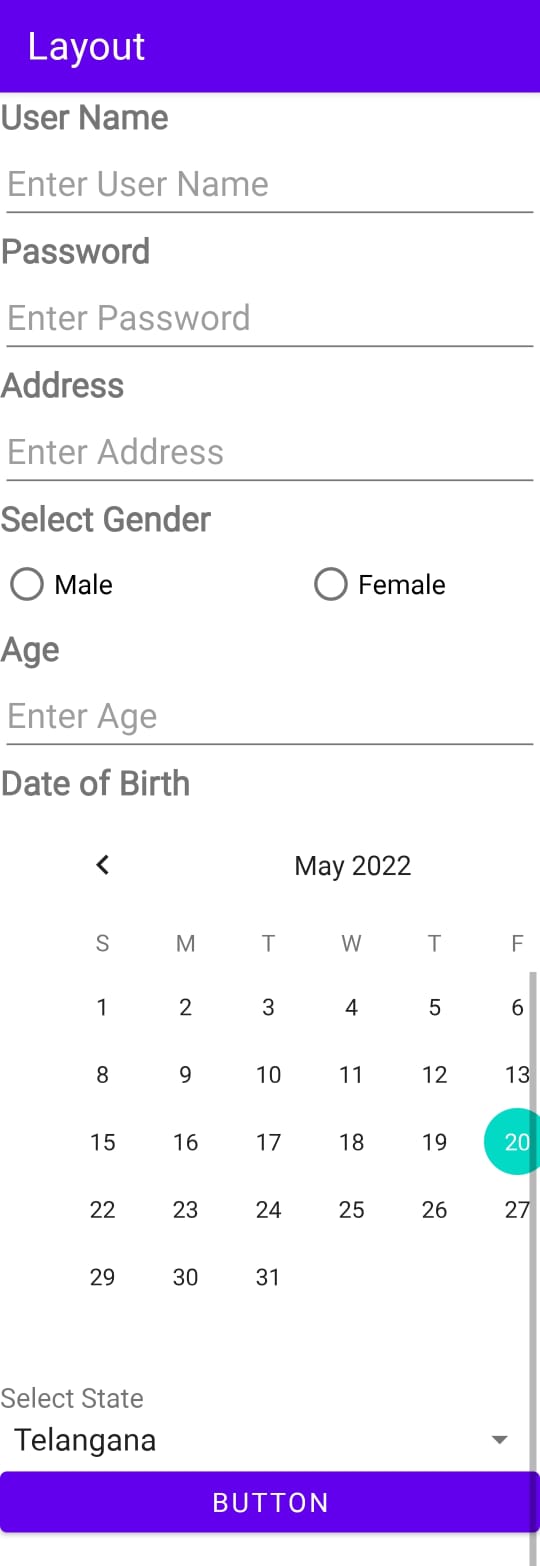 Layout
User Name
Enter User Name
Password
Enter Password
Address
Enter Address
Select Gender
Male Female
Age
Enter Age
Date of Birth
May 2022
S M T W T F
1 2 3 4 5 6
8 9 10 11 12 13
15 16 17 18 19 20
22 23 24 25 26 27
29 30 31
Select State
Telangana
BUTTON